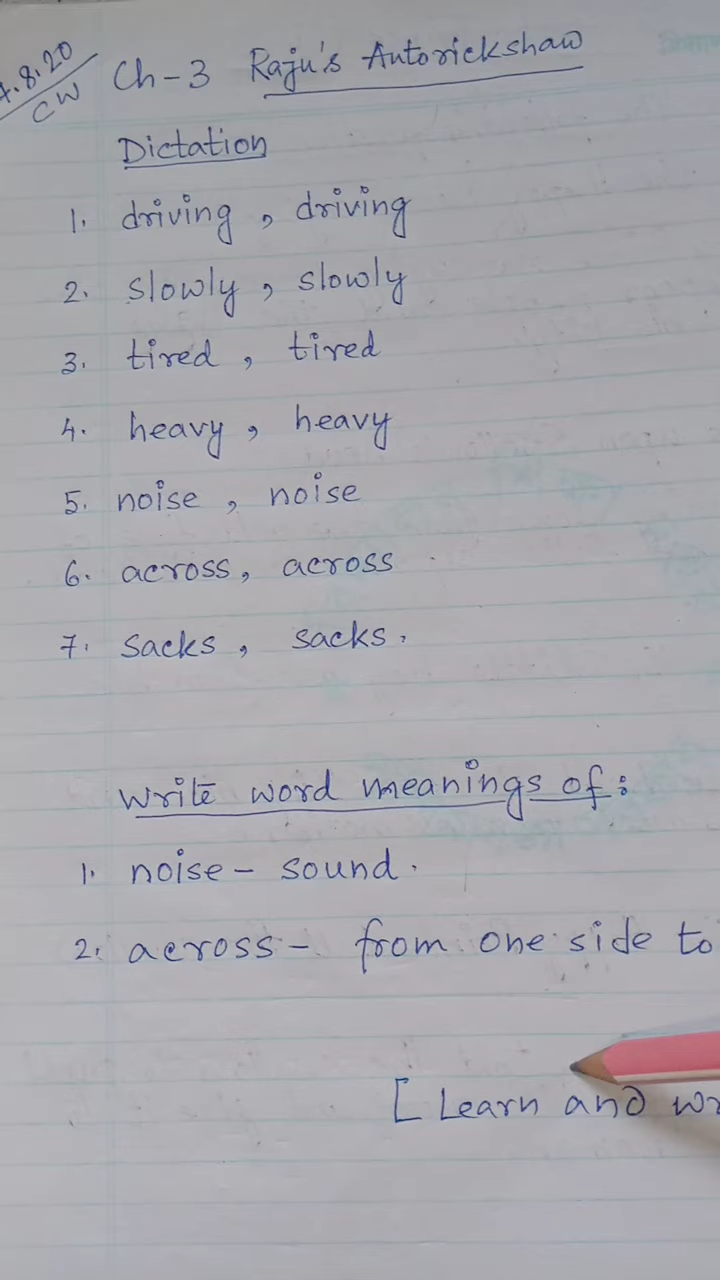 .8.20
CW
Ch-3 Raju's Autorickshaw
Dictation
1. driving, driving
2. slowly, slowly
3. tired, tired
4. heavy, heavy
5. noise, noise
6. across, across
7. sacks, sacks.
Write word meanings of:
1. noise - sound.
2. across - from one side to
[Learn and